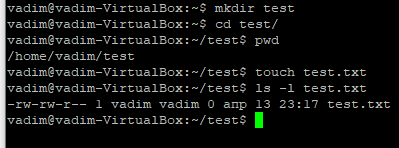 vadim@vadim-VirtualBox:~$ mkdir test
vadim@vadim-VirtualBox:~$ cd test/
vadim@vadim-VirtualBox:~/test$ pwd
/home/vadim/test
vadim@vadim-VirtualBox:~/test$ touch test.txt
vadim@vadim-VirtualBox:~/test$ ls -l test.txt
-rw-rw-r-- 1 vadim vadim 0 апр 13 23:17 test.txt
vadim@vadim-VirtualBox:~/test$